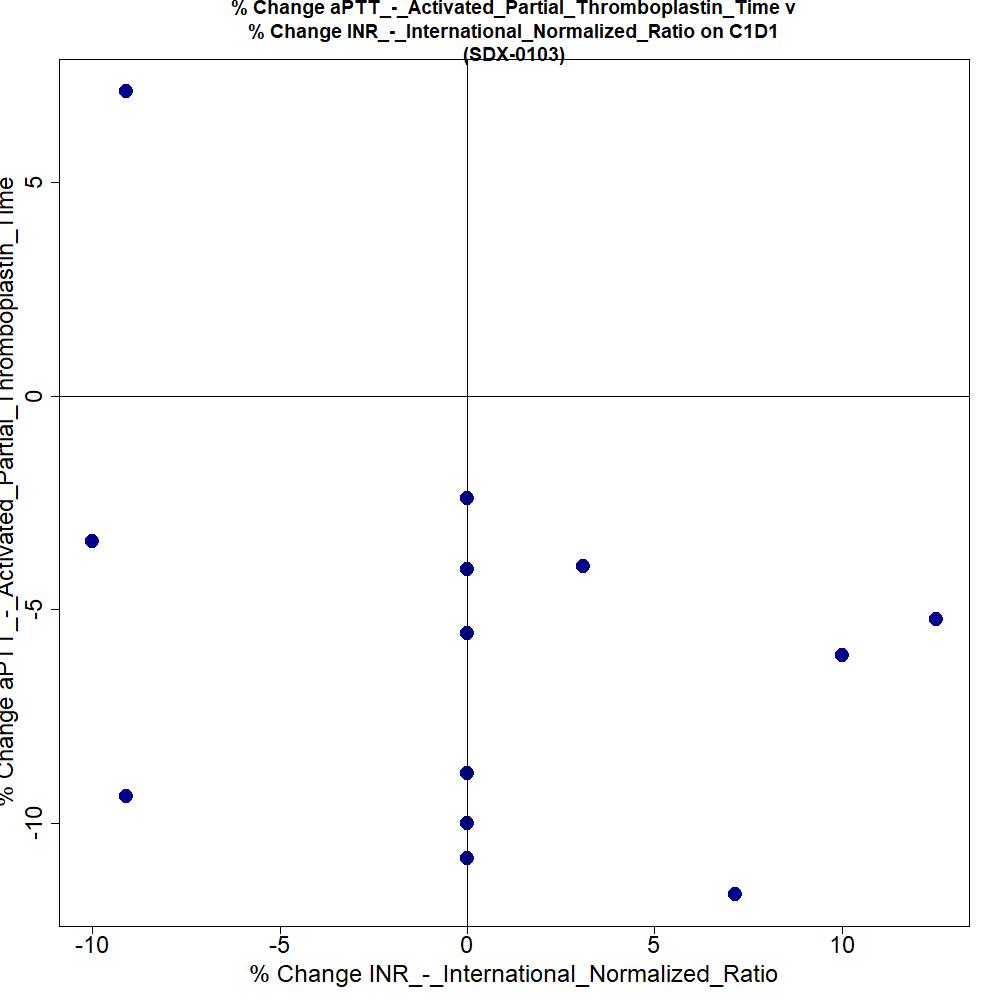 % Change aPTT_-_Activated_Partial_Thromboplastin_Time v
% Change INR_-_International_Normalized_Ratio on C1D1
(SDX-0103)
% Change aPTT_-_Activated_Partial_Thromboplastin_Time
5
0
-5
-10
-10
-5
0
5
10
% Change INR_-_International_Normalized_Ratio